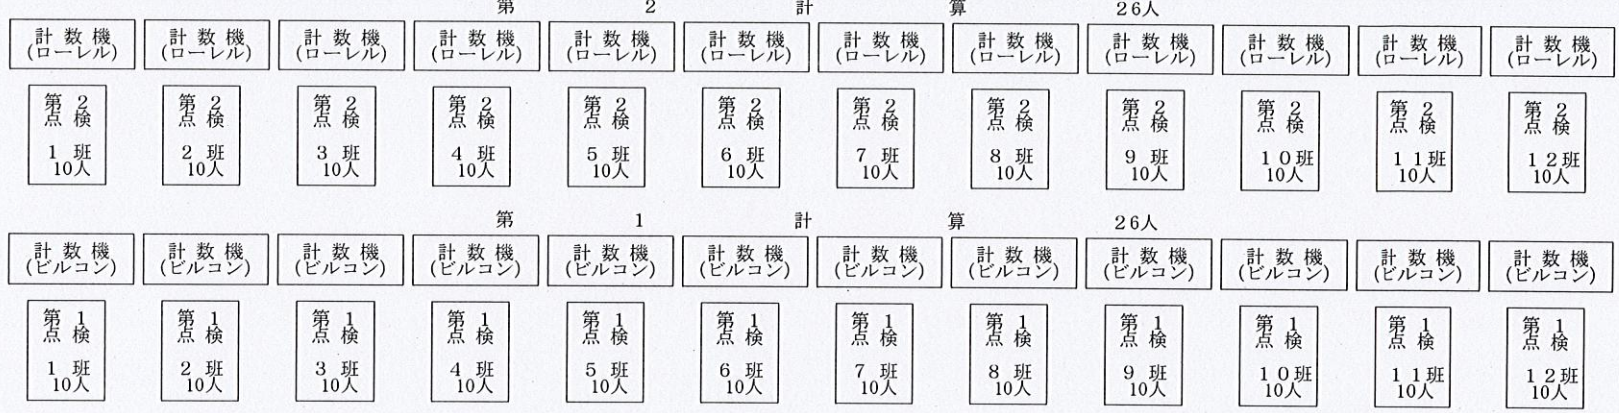 第 2 計 算 26人
計数機 計数機 計数機 計数機 計数機 計数機 計数機 計数機 計数機 計数機 計数機 計数機
(ローレル) (ローレル) (ローレル) (ローレル) (ローレル) (ローレル) (ローレル) (ローレル) (ローレル) (ローレル) (ローレル) (ローレル)
第2 第2 第2 第2 第2 第2 第2 第2 第2 第2 第2 第2
点検 点検 点検 点検 点検 点検 点検 点検 点検 点検 点検 点検
1班 2班 3班 4班 5班 6班 7班 8班 9班 10班 11班 12班
10人 10人 10人 10人 10人 10人 10人 10人 10人 10人 10人 10人
第 1 計 算 26人
計数機 計数機 計数機 計数機 計数機 計数機 計数機 計数機 計数機 計数機 計数機 計数機
(ビルコン) (ビルコン) (ビルコン) (ビルコン) (ビルコン) (ビルコン) (ビルコン) (ビルコン) (ビルコン) (ビルコン) (ビルコン) (ビルコン)
第1 第1 第1 第1 第1 第1 第1 第1 第1 第1 第1 第1
点検 点検 点検 点検 点検 点検 点検 点検 点検 点検 点検 点検
1班 2班 3班 4班 5班 6班 7班 8班 9班 10班 11班 12班
10人 10人 10人 10人 10人 10人 10人 10人 10人 10人 10人 10人